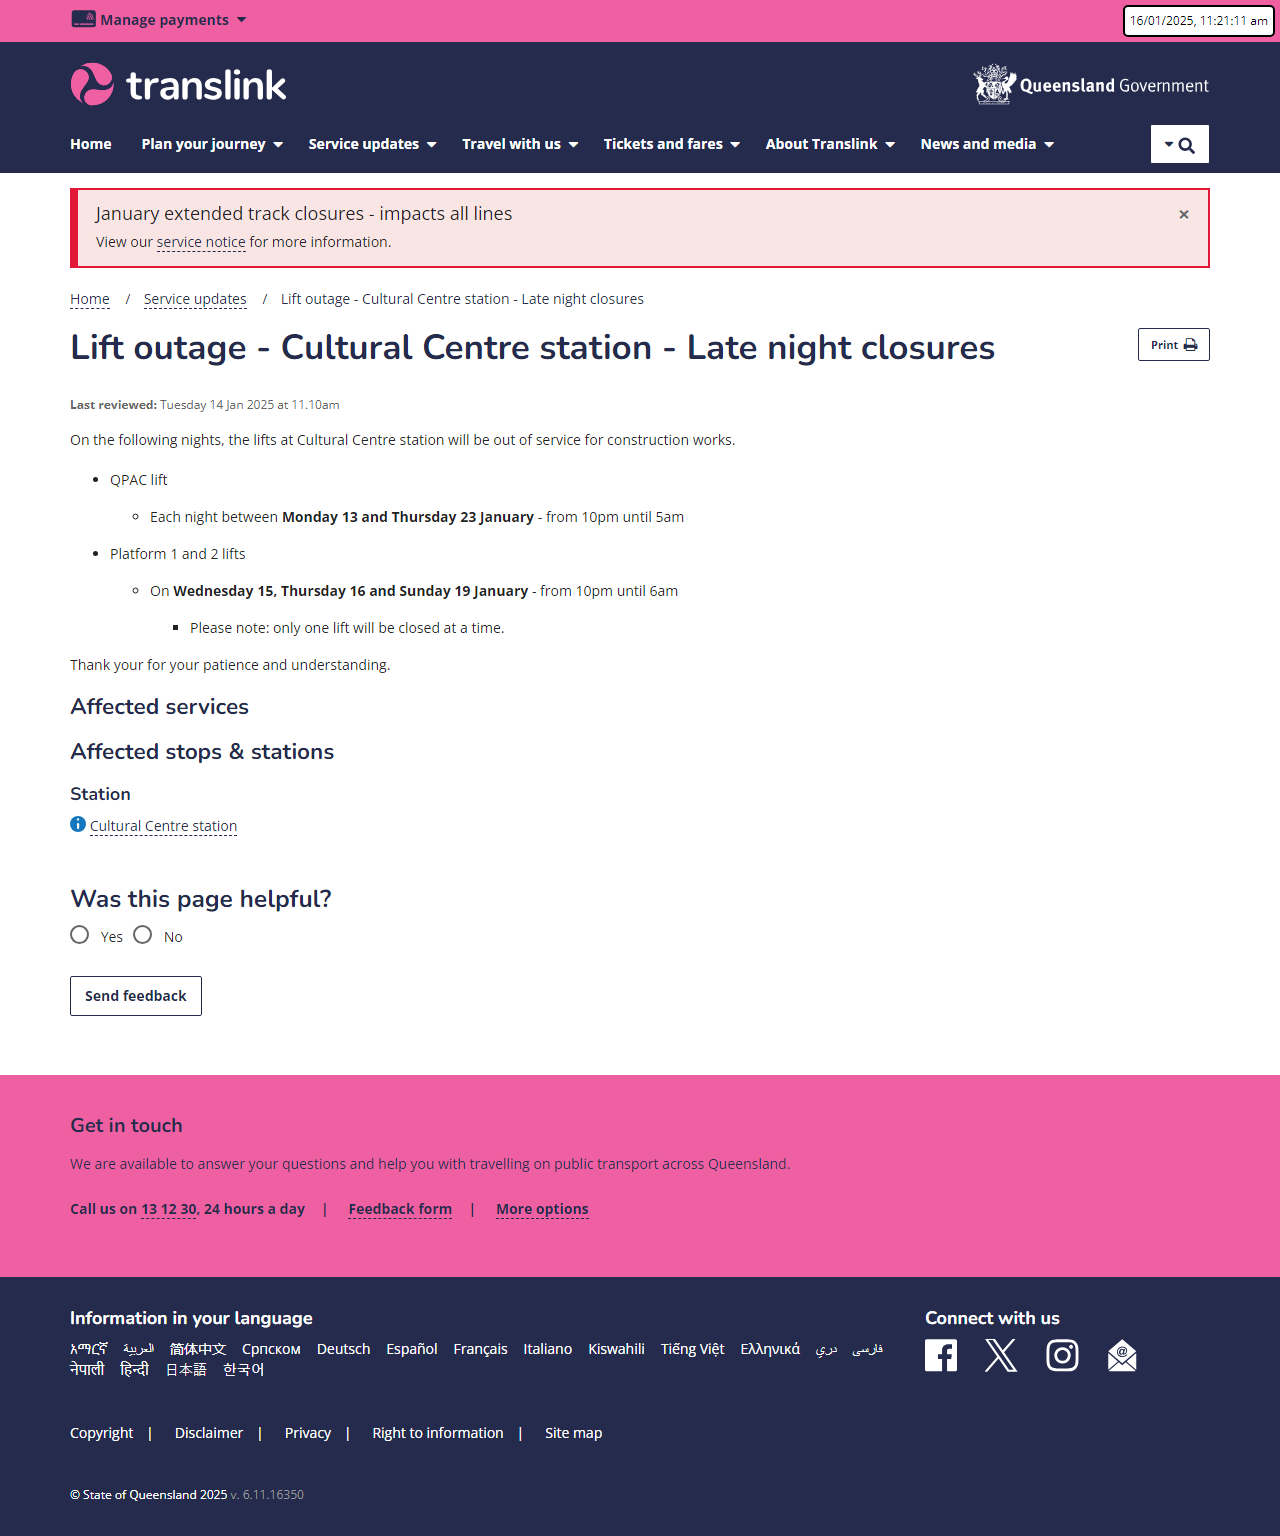 Manage payments
16/01/2025, 11:21:11 am
translink
Queensland Government
Home Plan your journey Service updates Travel with us Tickets and fares About Translink News and media
January extended track closures - impacts all lines
×
View our service notice for more information.
Home / Service updates / Lift outage - Cultural Centre station - Late night closures
Lift outage - Cultural Centre station - Late night closures
Print
Last reviewed: Tuesday 14 Jan 2025 at 11.10am
On the following nights, the lifts at Cultural Centre station will be out of service for construction works.
QPAC lift
Each night between Monday 13 and Thursday 23 January - from 10pm until 5am
Platform 1 and 2 lifts
On Wednesday 15, Thursday 16 and Sunday 19 January - from 10pm until 6am
Please note: only one lift will be closed at a time.
Thank your for your patience and understanding.
Affected services
Affected stops & stations
Station
Cultural Centre station
Was this page helpful?
Yes No
Send feedback
Get in touch
We are available to answer your questions and help you with travelling on public transport across Queensland.
Call us on 13 12 30, 24 hours a day | Feedback form | More options
Information in your language
አማርኛ العربية 简体中文 Српском Deutsch Español Français Italiano Kiswahili Tiếng Việt Ελληνικά دری فارسی
नेपाली हिन्दी 日本語 한국어
Connect with us
Copyright | Disclaimer | Privacy | Right to information | Site map
© State of Queensland 2025 v. 6.11.16350